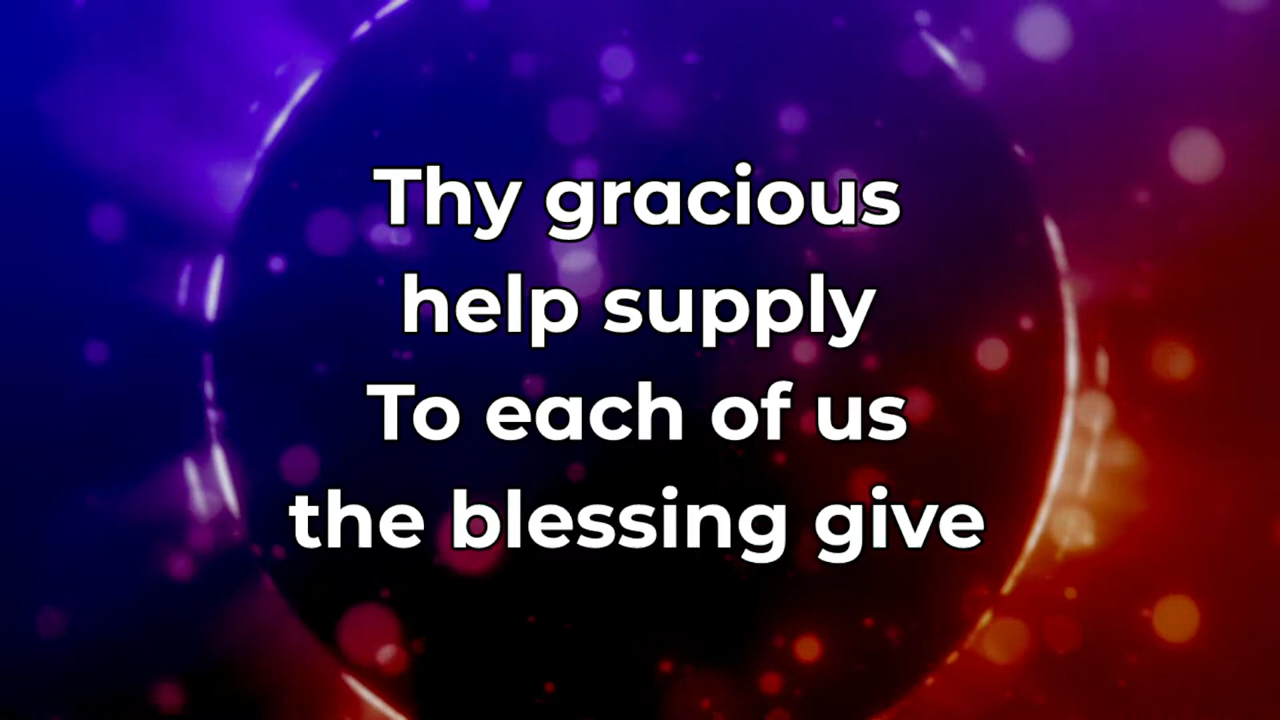 Thy gracious
help supply
To each of us
the blessing give